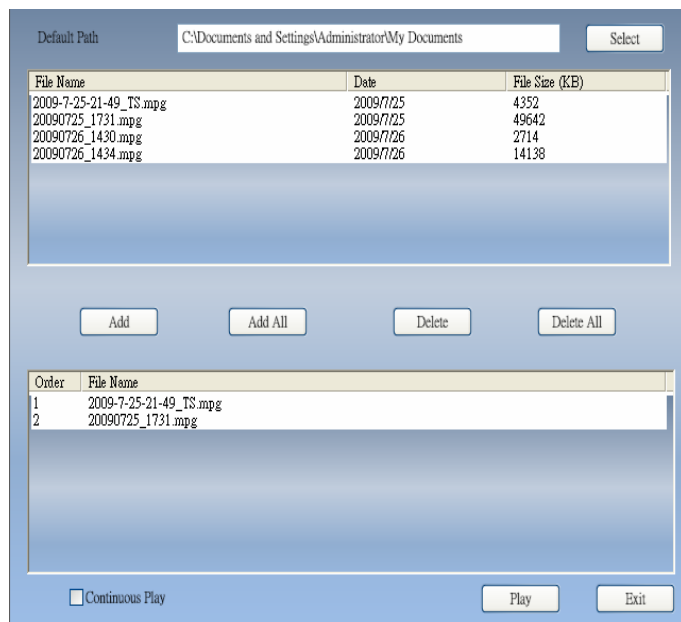 Default Path C:\Documents and Settings\Administrator\My Documents Select
File Name Date File Size (KB)
2009-7-25-21-49_TS.mpg 2009/7/25 4352
20090725_1731.mpg 2009/7/25 49642
20090726_1430.mpg 2009/7/26 2714
20090726_1434.mpg 2009/7/26 14138
Add Add All Delete Delete All
Order File Name
1 2009-7-25-21-49_TS.mpg
2 20090725_1731.mpg
Continuous Play Play Exit